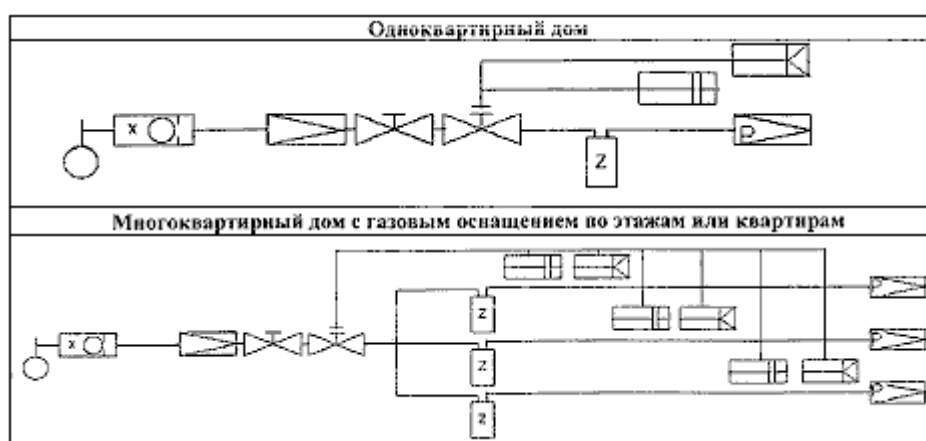 Одноквартирный дом
x
Z
P
Многоквартирный дом с газовым оснащением по этажам или квартирам
P
z
x
P
z
P
z